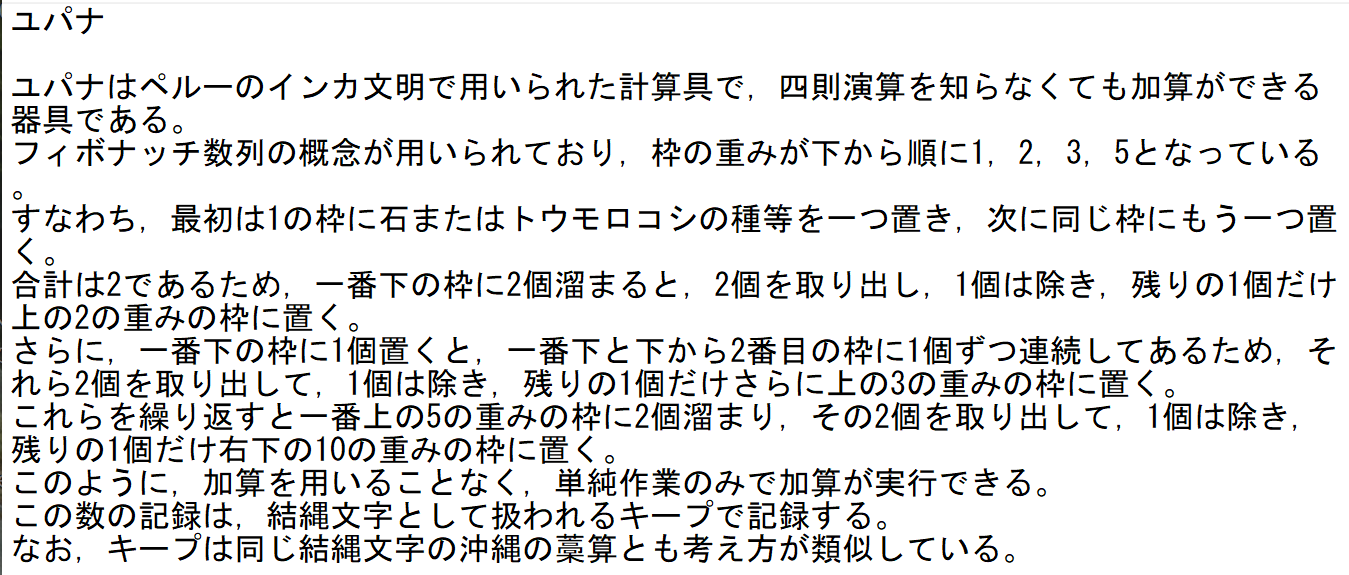 ユパナ
ユパナはペルーのインカ文明で用いられた計算具で，四則演算を知らなくても加算ができる
器具である。
フィボナッチ数列の概念が用いられており，枠の重みが下から順に1，2，3，5となっている
。
すなわち，最初は1の枠に石またはトウモロコシの種等を一つ置き，次に同じ枠にもう一つ置
く。
合計は2であるため，一番下の枠に2個溜まると，2個を取り出し，1個は除き，残りの1個だけ
上の2の重みの枠に置く。
さらに，一番下の枠に1個置くと，一番下と下から2番目の枠に1個ずつ連続してあるため，そ
れら2個を取り出して，1個は除き，残りの1個だけさらに上の3の重みの枠に置く。
これらを繰り返すと一番上の5の重みの枠に2個溜まり，その2個を取り出して，1個は除き，
残りの1個だけ右下の10の重みの枠に置く。
このように，加算を用いることなく，単純作業のみで加算が実行できる。
この数の記録は，結縄文字として扱われるキープで記録する。
なお，キープは同じ結縄文字の沖縄の藁算とも考え方が類似している。